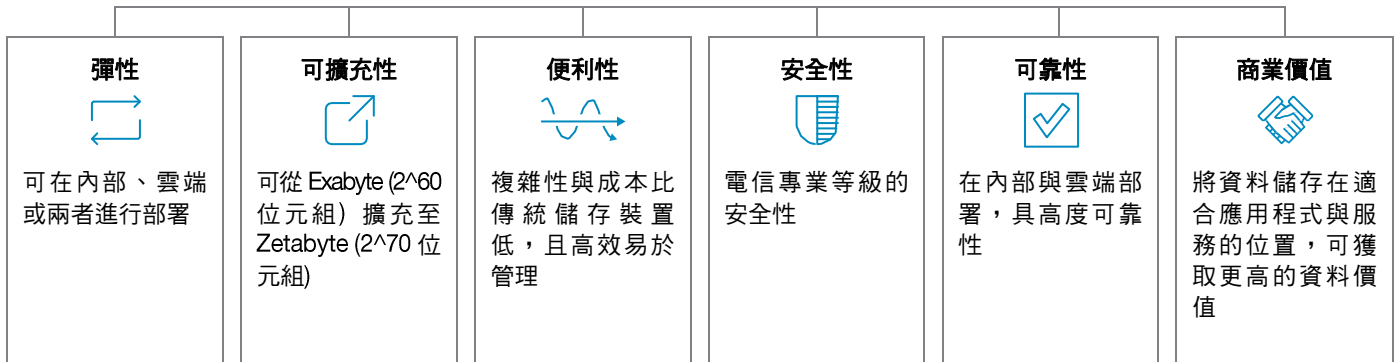 彈性
可在內部、雲端
或兩者進行部署
可擴充性
可從 Exabyte (2^60
位元組）擴充至
Zetabyte (2^70 位
元組)
便利性
複雜性與成本比
傳統儲存裝置
低，且高效易於
管理
安全性
電信專業等級的
安全性
可靠性
在內部與雲端部
署，具高度可靠
性
商業價值
將資料儲存在適
合應用程式與服
務的位置，可獲
取更高的資料價
值